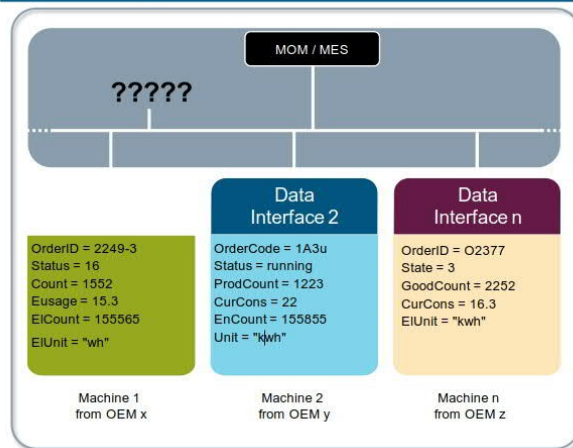 MOM / MES
?????
OrderID = 2249-3
Status = 16
Count = 1552
Eusage = 15.3
ElCount = 155565
ElUnit = "wh"
Data
Interface 2
OrderCode = 1A3u
Status = running
ProdCount = 1223
CurCons = 22
EnCount = 155855
Unit = "kwh"
Data
Interface n
OrderID = O2377
State = 3
GoodCount = 2252
CurCons = 16.3
ElUnit = "kwh"
Machine 1
from OEM x
Machine 2
from OEM y
Machine n
from OEM z